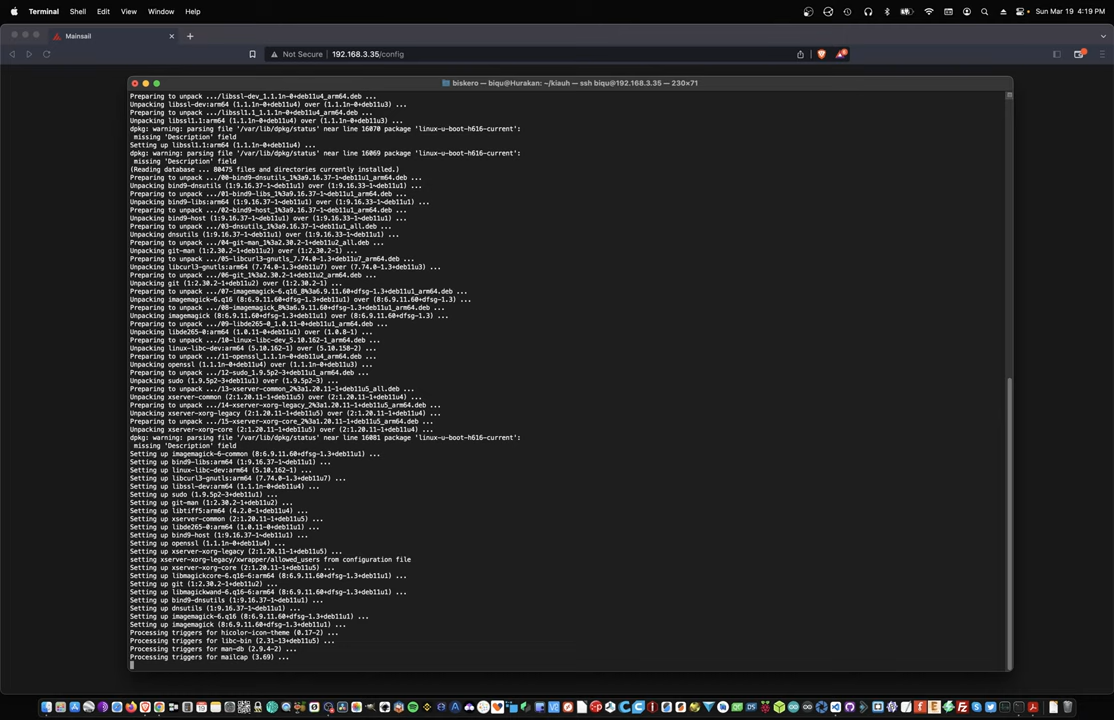 Terminal Shell Edit View Window Help Sun Mar 19 4:19 PM
Mainsail
Not Secure 192.168.3.35/config
biskero — biqu@Hurakan: ~/kiauh — ssh biqu@192.168.3.35 — 230×71
Preparing to unpack .../libssl-dev_1.1.1n-0+deb11u4_arm64.deb ...
Unpacking libssl-dev:arm64 (1.1.1n-0+deb11u4) over (1.1.1n-0+deb11u3) ...
Preparing to unpack .../libssl1.1_1.1.1n-0+deb11u4_arm64.deb ...
Unpacking libssl1.1:arm64 (1.1.1n-0+deb11u4) over (1.1.1n-0+deb11u3) ...
dpkg: warning: parsing file '/var/lib/dpkg/status' near line 16070 package 'linux-u-boot-h616-current':
missing 'Description' field
Setting up libssl1.1:arm64 (1.1.1n-0+deb11u4) ...
dpkg: warning: parsing file '/var/lib/dpkg/status' near line 16069 package 'linux-u-boot-h616-current':
missing 'Description' field
(Reading database ... 80475 files and directories currently installed.)
Preparing to unpack .../00-bind9-dnsutils_1%3a9.16.37-1~deb11u1_arm64.deb ...
Unpacking bind9-dnsutils (1:9.16.37-1~deb11u1) over (1:9.16.33-1~deb11u1) ...
Preparing to unpack .../01-bind9-libs_1%3a9.16.37-1~deb11u1_arm64.deb ...
Unpacking bind9-libs:arm64 (1:9.16.37-1~deb11u1) over (1:9.16.33-1~deb11u1) ...
Preparing to unpack .../02-bind9-host_1%3a9.16.37-1~deb11u1_arm64.deb ...
Unpacking bind9-host (1:9.16.37-1~deb11u1) over (1:9.16.33-1~deb11u1) ...
Preparing to unpack .../03-dnsutils_1%3a9.16.37-1~deb11u1_all.deb ...
Unpacking dnsutils (1:9.16.37-1~deb11u1) over (1:9.16.33-1~deb11u1) ...
Preparing to unpack .../04-git-man_1%3a2.30.2-1+deb11u2_all.deb ...
Unpacking git-man (1:2.30.2-1+deb11u2) over (1:2.30.2-1) ...
Preparing to unpack .../05-libcurl3-gnutls_7.74.0-1.3+deb11u7_arm64.deb ...
Unpacking libcurl3-gnutls:arm64 (7.74.0-1.3+deb11u7) over (7.74.0-1.3+deb11u3) ...
Preparing to unpack .../06-git_1%3a2.30.2-1+deb11u2_arm64.deb ...
Unpacking git (1:2.30.2-1+deb11u2) over (1:2.30.2-1) ...
Preparing to unpack .../07-imagemagick-6.q16_8%3a6.9.11.60+dfsg-1.3+deb11u1_arm64.deb ...
Unpacking imagemagick-6.q16 (8:6.9.11.60+dfsg-1.3+deb11u1) over (8:6.9.11.60+dfsg-1.3) ...
Preparing to unpack .../08-imagemagick_8%3a6.9.11.60+dfsg-1.3+deb11u1_arm64.deb ...
Unpacking imagemagick (8:6.9.11.60+dfsg-1.3+deb11u1) over (8:6.9.11.60+dfsg-1.3) ...
Preparing to unpack .../09-libde265-0_1.0.11-0+deb11u1_arm64.deb ...
Unpacking libde265-0:arm64 (1.0.11-0+deb11u1) over (1.0.8-1) ...
Preparing to unpack .../10-linux-libc-dev_5.10.162-1_arm64.deb ...
Unpacking linux-libc-dev:arm64 (5.10.162-1) over (5.10.158-2) ...
Preparing to unpack .../11-openssl_1.1.1n-0+deb11u4_arm64.deb ...
Unpacking openssl (1.1.1n-0+deb11u4) over (1.1.1n-0+deb11u3) ...
Preparing to unpack .../12-sudo_1.9.5p2-3+deb11u1_arm64.deb ...
Unpacking sudo (1.9.5p2-3+deb11u1) over (1.9.5p2-3) ...
Preparing to unpack .../13-xserver-common_2%3a1.20.11-1+deb11u5_all.deb ...
Unpacking xserver-common (2:1.20.11-1+deb11u5) over (2:1.20.11-1+deb11u4) ...
Preparing to unpack .../14-xserver-xorg-legacy_2%3a1.20.11-1+deb11u5_arm64.deb ...
Unpacking xserver-xorg-legacy (2:1.20.11-1+deb11u5) over (2:1.20.11-1+deb11u4) ...
Preparing to unpack .../15-xserver-xorg-core_2%3a1.20.11-1+deb11u5_arm64.deb ...
Unpacking xserver-xorg-core (2:1.20.11-1+deb11u5) over (2:1.20.11-1+deb11u4) ...
dpkg: warning: parsing file '/var/lib/dpkg/status' near line 16081 package 'linux-u-boot-h616-current':
missing 'Description' field
Setting up imagemagick-6-common (8:6.9.11.60+dfsg-1.3+deb11u1) ...
Setting up bind9-libs:arm64 (1:9.16.37-1~deb11u1) ...
Setting up linux-libc-dev:arm64 (5.10.162-1) ...
Setting up libcurl3-gnutls:arm64 (7.74.0-1.3+deb11u7) ...
Setting up libssl-dev:arm64 (1.1.1n-0+deb11u4) ...
Setting up sudo (1.9.5p2-3+deb11u1) ...
Setting up git-man (1:2.30.2-1+deb11u2) ...
Setting up libtiff5:arm64 (4.2.0-1+deb11u4) ...
Setting up xserver-common (2:1.20.11-1+deb11u5) ...
Setting up libde265-0:arm64 (1.0.11-0+deb11u1) ...
Setting up bind9-host (1:9.16.37-1~deb11u1) ...
Setting up openssl (1.1.1n-0+deb11u4) ...
Setting up xserver-xorg-legacy (2:1.20.11-1+deb11u5) ...
setting xserver-xorg-legacy/xwrapper/allowed_users from configuration file
Setting up xserver-xorg-core (2:1.20.11-1+deb11u5) ...
Setting up libmagickcore-6.q16-6:arm64 (8:6.9.11.60+dfsg-1.3+deb11u1) ...
Setting up git (1:2.30.2-1+deb11u2) ...
Setting up libmagickwand-6.q16-6:arm64 (8:6.9.11.60+dfsg-1.3+deb11u1) ...
Setting up bind9-dnsutils (1:9.16.37-1~deb11u1) ...
Setting up dnsutils (1:9.16.37-1~deb11u1) ...
Setting up imagemagick-6.q16 (8:6.9.11.60+dfsg-1.3+deb11u1) ...
Setting up imagemagick (8:6.9.11.60+dfsg-1.3+deb11u1) ...
Processing triggers for hicolor-icon-theme (0.17-2) ...
Processing triggers for libc-bin (2.31-13+deb11u5) ...
Processing triggers for man-db (2.9.4-2) ...
Processing triggers for mailcap (3.69) ...